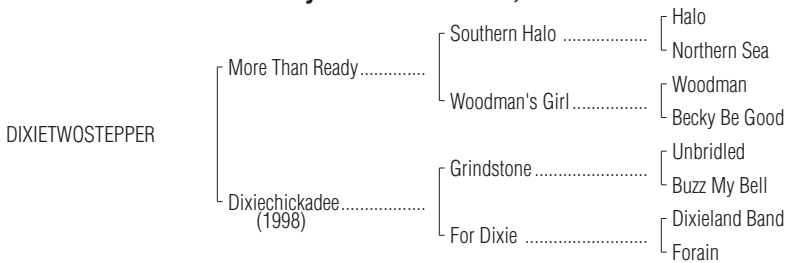 Halo
Southern Halo ..................
Northern Sea
More Than Ready..............
Woodman
Woodman's Girl................
Becky Be Good
DIXIETWOSTEPPER
Unbridled
Grindstone........................
Buzz My Bell
Dixiechickadee..................
(1998)
Dixieland Band
For Dixie ..........................
Forain